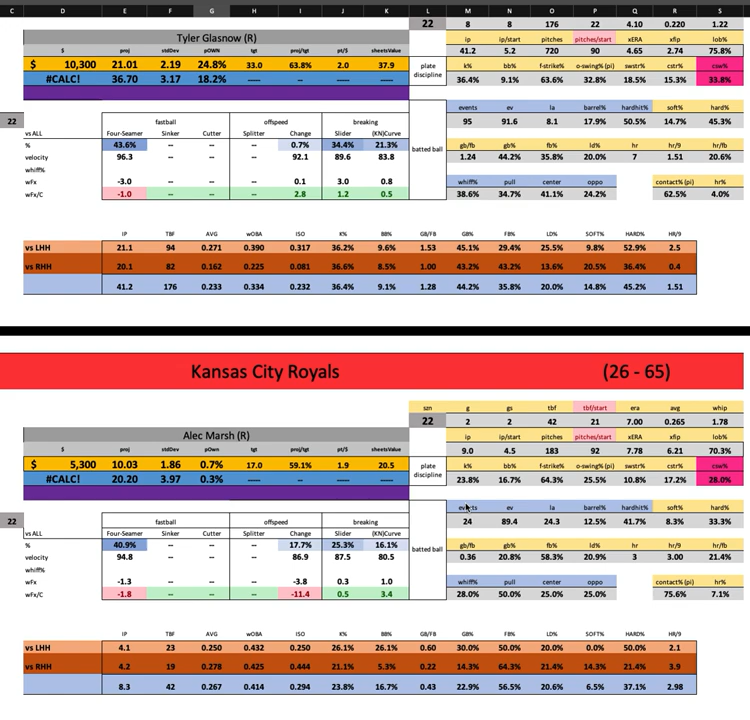 C D E F G H I J K L M N O P Q R S
22 8 8 176 22 4.10 0.220 1.22
Tyler Glasnow (R) ip ip/start pitches pitches/start xERA xfip lob%
$ proj stdDev pOWN tgt proj/tgt pt/$ sheetsValue 41.2 5.2 720 90 4.65 2.74 75.8%
$ 10,300 21.01 2.19 24.8% 33.0 63.8% 2.0 37.9 plate discipline k% bb% f-strike% o-swing% (pi) swstr% cstr% csw%
#CALC! 36.70 3.17 18.2% ---- -- ---- ---- 36.4% 9.1% 63.6% 32.8% 18.5% 15.3% 33.8%
events ev la barrel% hardhit% soft% hard%
22 fastball offspeed breaking 95 91.6 8.1 17.9% 50.5% 14.7% 45.3%
vs ALL Four-Seamer Sinker Cutter Splitter Change Slider (KN)Curve
% 43.6% -- -- -- 0.7% 34.4% 21.3% batted ball gb/fb gb% fb% ld% hr hr/9 hr/fb
velocity 96.3 -- -- -- 92.1 89.6 83.8 1.24 44.2% 35.8% 20.0% 7 1.51 20.6%
whiff%
wFx -3.0 -- -- -- 0.1 3.0 0.8 whiff% pull center oppo contact% (pi) hr%
wFx/C -1.0 -- -- -- 2.8 1.2 0.5 38.6% 34.7% 41.1% 24.2% 62.5% 4.0%
IP TBF AVG wOBA ISO K% BB% GB/FB GB% FB% LD% SOFT% HARD% HR/9
vs LHH 21.1 94 0.271 0.390 0.317 36.2% 9.6% 1.53 45.1% 29.4% 25.5% 9.8% 52.9% 2.5
vs RHH 20.1 82 0.162 0.225 0.081 36.6% 8.5% 1.00 43.2% 43.2% 13.6% 20.5% 36.4% 0.4
41.2 176 0.233 0.334 0.232 36.4% 9.1% 1.28 44.2% 35.8% 20.0% 14.8% 45.2% 1.51
Kansas City Royals (26 - 65)
szn g gs tbf tbf/start era avg whip
22 2 2 42 21 7.00 0.265 1.78
Alec Marsh (R) ip ip/start pitches pitches/start xERA xfip lob%
$ proj stdDev pOwn tgt proj/tgt pt/$ sheetsValue 9.0 4.5 183 92 7.78 6.21 70.3%
$ 5,300 10.03 1.86 0.7% 17.0 59.1% 1.9 20.5 plate discipline k% bb% f-strike% o-swing% (pi) swstr% cstr% csw%
#CALC! 20.20 3.97 0.3% ---- -- ---- ---- 23.8% 16.7% 64.3% 25.5% 10.8% 17.2% 28.0%
events ev la barrel% hardhit% soft% hard%
22 fastball offspeed breaking 24 89.4 24.3 12.5% 41.7% 8.3% 33.3%
vs ALL Four-Seamer Sinker Cutter Splitter Change Slider (KN)Curve
% 40.9% -- -- -- 17.7% 25.3% 16.1% batted ball gb/fb gb% fb% ld% hr hr/9 hr/fb
velocity 94.8 -- -- -- 86.9 87.5 80.5 0.36 20.8% 58.3% 20.9% 3 3.00 21.4%
whiff%
wFx -1.3 -- -- -- -3.8 0.3 1.0 whiff% pull center oppo contact% (pi) hr%
wFx/C -1.8 -- -- -- -11.4 0.5 3.4 28.0% 50.0% 25.0% 25.0% 75.6% 7.1%
IP TBF AVG wOBA ISO K% BB% GB/FB GB% FB% LD% SOFT% HARD% HR/9
vs LHH 4.1 23 0.250 0.432 0.250 26.1% 26.1% 0.60 30.0% 50.0% 20.0% 0.0% 50.0% 2.1
vs RHH 4.2 19 0.278 0.425 0.444 21.1% 5.3% 0.22 14.3% 64.3% 21.4% 14.3% 21.4% 3.9
8.3 42 0.267 0.414 0.294 23.8% 16.7% 0.43 22.9% 56.5% 20.6% 6.5% 37.1% 2.98